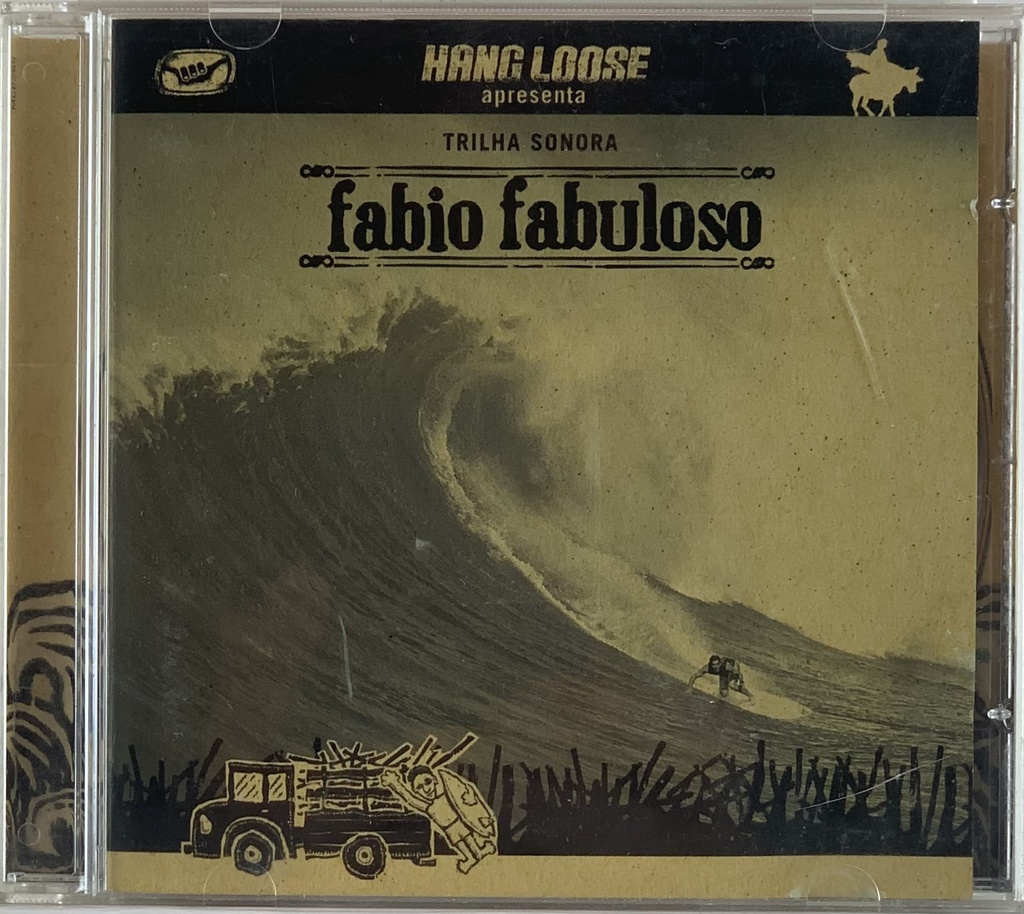 HANG LOOSE
apresenta
TRILHA SONORA
fabio fabuloso